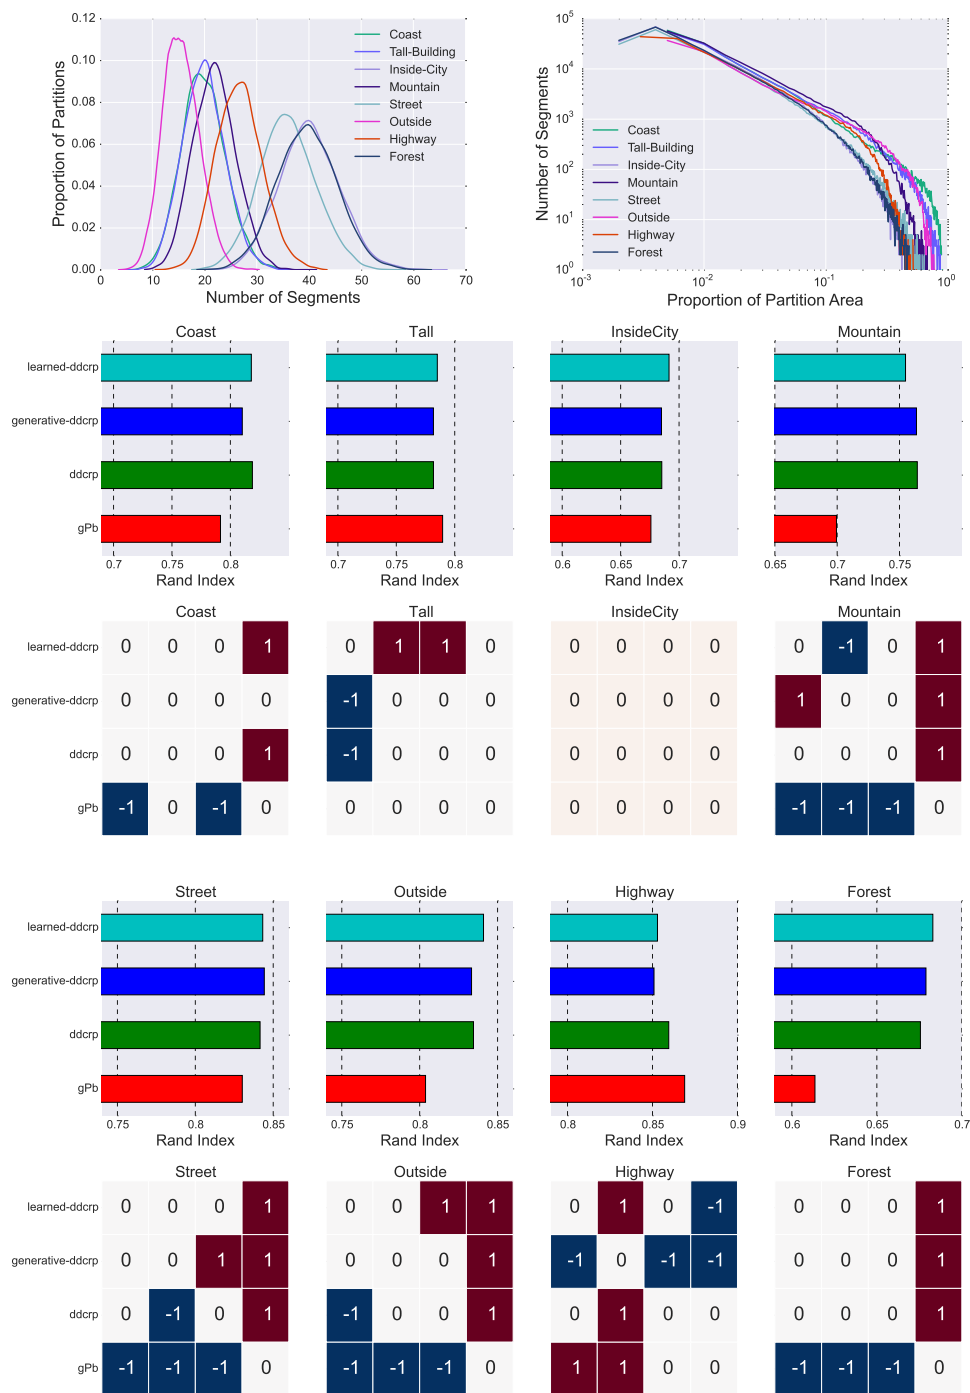 0.12
0.10
0.08
0.06
0.04
0.02
0.00
Proportion of Partitions
0 10 20 30 40 50 60 70
Number of Segments
Coast
Tall-Building
Inside-City
Mountain
Street
Outside
Highway
Forest
10^5
10^4
10^3
10^2
10^1
10^0
Number of Segments
10^-3 10^-2 10^-1 10^0
Proportion of Partition Area
Coast
Tall-Building
Inside-City
Mountain
Street
Outside
Highway
Forest
Coast Tall InsideCity Mountain
learned-ddcrp
generative-ddcrp
ddcrp
gPb
0.7 0.75 0.8 0.7 0.75 0.8 0.6 0.65 0.7 0.65 0.7 0.75
Rand Index Rand Index Rand Index Rand Index
Coast Tall InsideCity Mountain
learned-ddcrp 0 0 0 1 0 1 1 0 0 0 0 0 0 -1 0 1
generative-ddcrp 0 0 0 0 -1 0 0 0 0 0 0 0 1 0 0 1
ddcrp 0 0 0 1 -1 0 0 0 0 0 0 0 0 0 0 1
gPb -1 0 -1 0 0 0 0 0 0 0 0 0 -1 -1 -1 0
Street Outside Highway Forest
learned-ddcrp
generative-ddcrp
ddcrp
gPb
0.75 0.8 0.85 0.75 0.8 0.85 0.8 0.85 0.9 0.6 0.65 0.7
Rand Index Rand Index Rand Index Rand Index
Street Outside Highway Forest
learned-ddcrp 0 0 0 1 0 0 1 1 0 1 0 -1 0 0 0 1
generative-ddcrp 0 0 1 1 0 0 0 1 -1 0 -1 -1 0 0 0 1
ddcrp 0 -1 0 1 -1 0 0 1 0 1 0 0 0 0 0 1
gPb -1 -1 -1 0 -1 -1 -1 0 1 1 0 0 -1 -1 -1 0